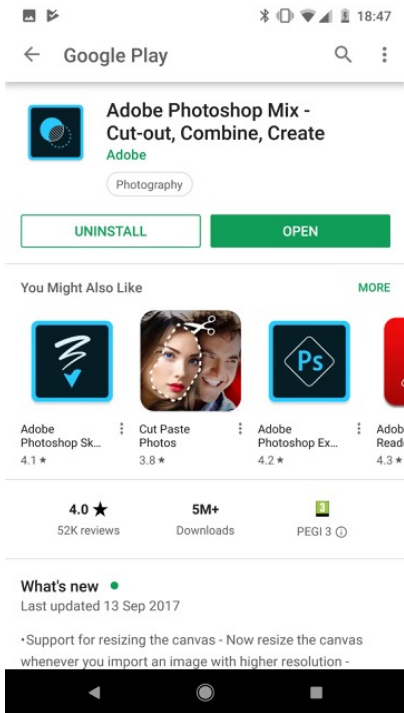 18:47
Google Play
Adobe Photoshop Mix -
Cut-out, Combine, Create
Adobe
Photography
UNINSTALL
OPEN
You Might Also Like
MORE
Ps
Adobe
Photoshop Sk...
4.1 ★
Cut Paste
Photos
3.8 ★
Adobe
Photoshop Ex...
4.2 ★
Adob
Read
4.3 ★
4.0 ★
52K reviews
5M+
Downloads
3
PEGI 3
What's new
Last updated 13 Sep 2017
•Support for resizing the canvas - Now resize the canvas
whenever you import an image with higher resolution -